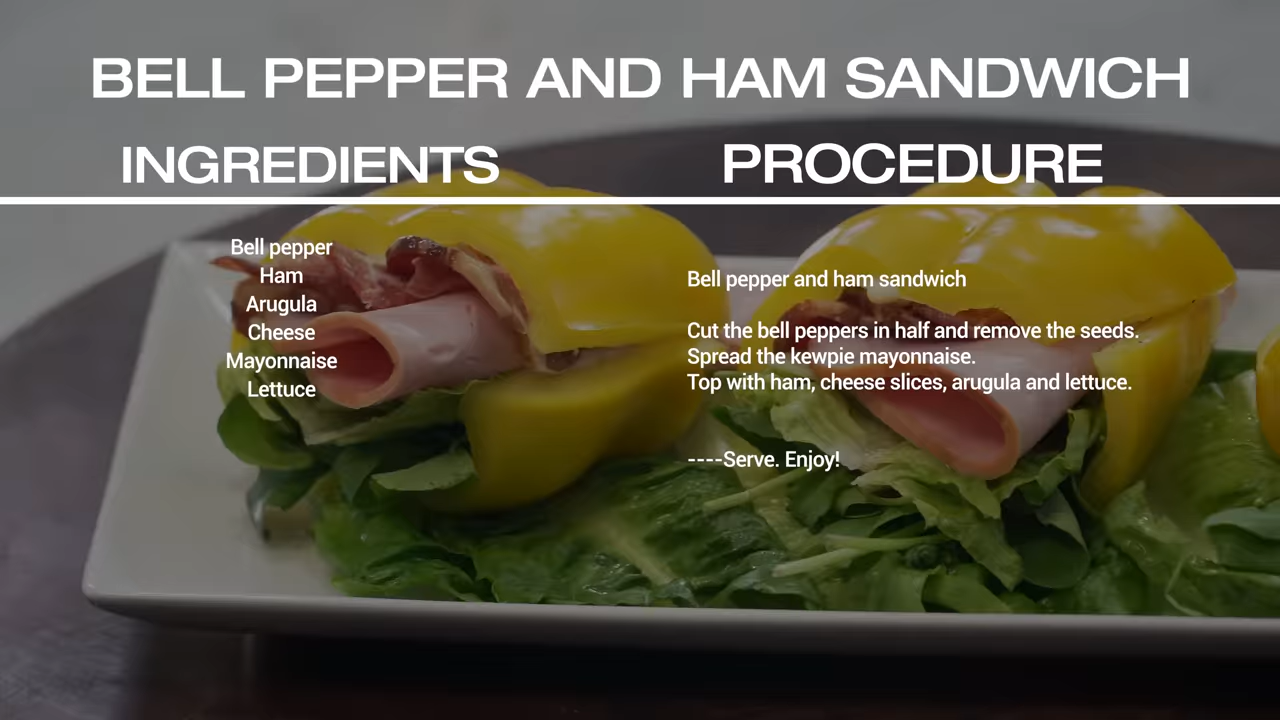 BELL PEPPER AND HAM SANDWICH
INGREDIENTS
Bell pepper
Ham
Arugula
Cheese
Mayonnaise
Lettuce
PROCEDURE
Bell pepper and ham sandwich
Cut the bell peppers in half and remove the seeds.
Spread the kewpie mayonnaise.
Top with ham, cheese slices, arugula and lettuce.
----Serve. Enjoy!